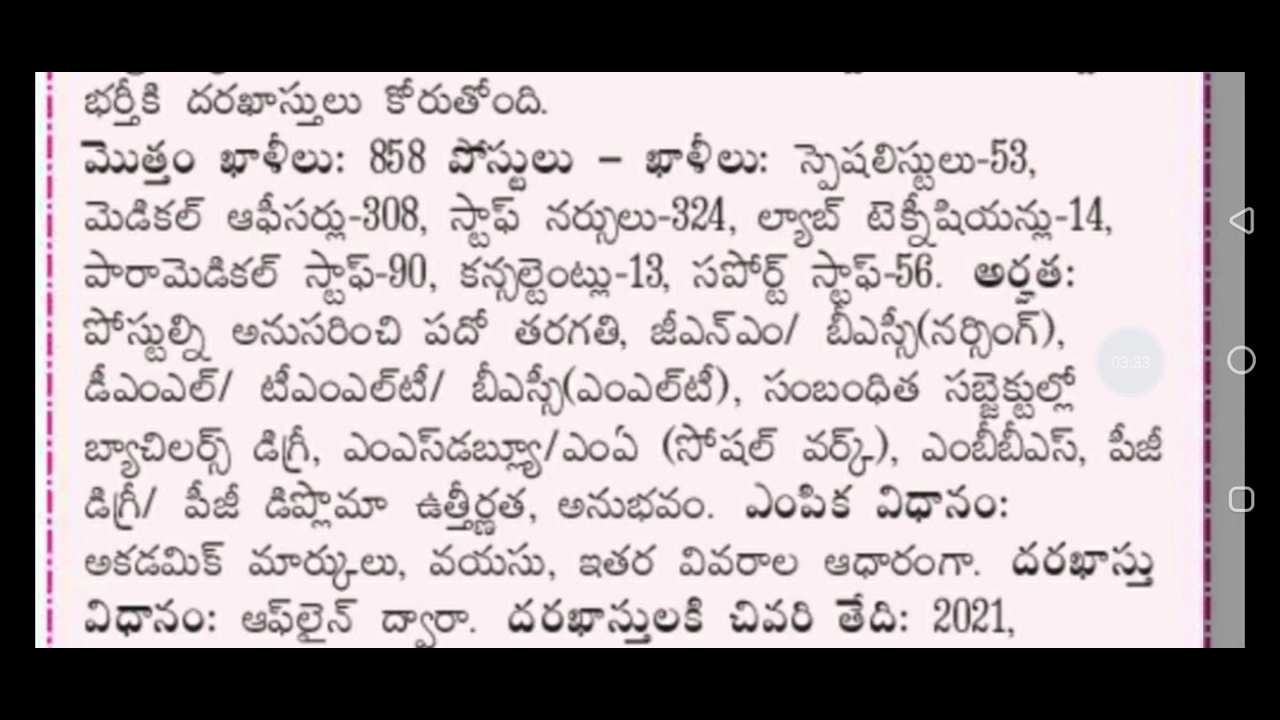 భర్తీకి దరఖాస్తులు కోరుతోంది.
మొత్తం ఖాళీలు: 858 పోస్టులు – ఖాళీలు: స్పెషలిస్టులు-53,
మెడికల్ ఆఫీసర్లు-308, స్టాఫ్ నర్సులు-324, ల్యాబ్ టెక్నీషియన్లు-14,
పారామెడికల్ స్టాఫ్-90, కన్సల్టెంట్లు-13, సపోర్ట్ స్టాఫ్-56. అర్హత:
పోస్టుల్ని అనుసరించి పదో తరగతి, జీఎన్ఎం/ బీఎస్సీ(నర్సింగ్),
డీఎంఎల్/ టీఎంఎల్‌టీ/ బీఎస్సీ(ఎంఎల్‌టీ), సంబంధిత సబ్జెక్టుల్లో
బ్యాచిలర్స్ డిగ్రీ, ఎంఎస్‌డబ్ల్యూ/ఎంఏ (సోషల్ వర్క్), ఎంబీబీఎస్, పీజీ
డిగ్రీ/ పీజీ డిప్లొమా ఉత్తీర్ణత, అనుభవం. ఎంపిక విధానం:
అకడమిక్ మార్కులు, వయసు, ఇతర వివరాల ఆధారంగా. దరఖాస్తు
విధానం: ఆఫ్‌లైన్ ద్వారా. దరఖాస్తులకి చివరి తేది: 2021,
03:33